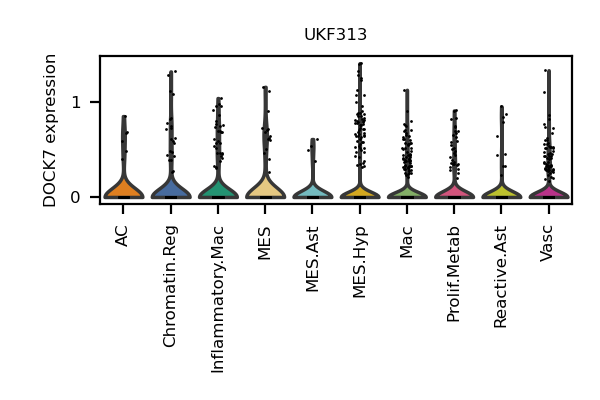 UKF313
DOCK7 expression
1
0
AC
Chromatin.Reg
Inflammatory.Mac
MES
MES.Ast
MES.Hyp
Mac
Prolif.Metab
Reactive.Ast
Vasc